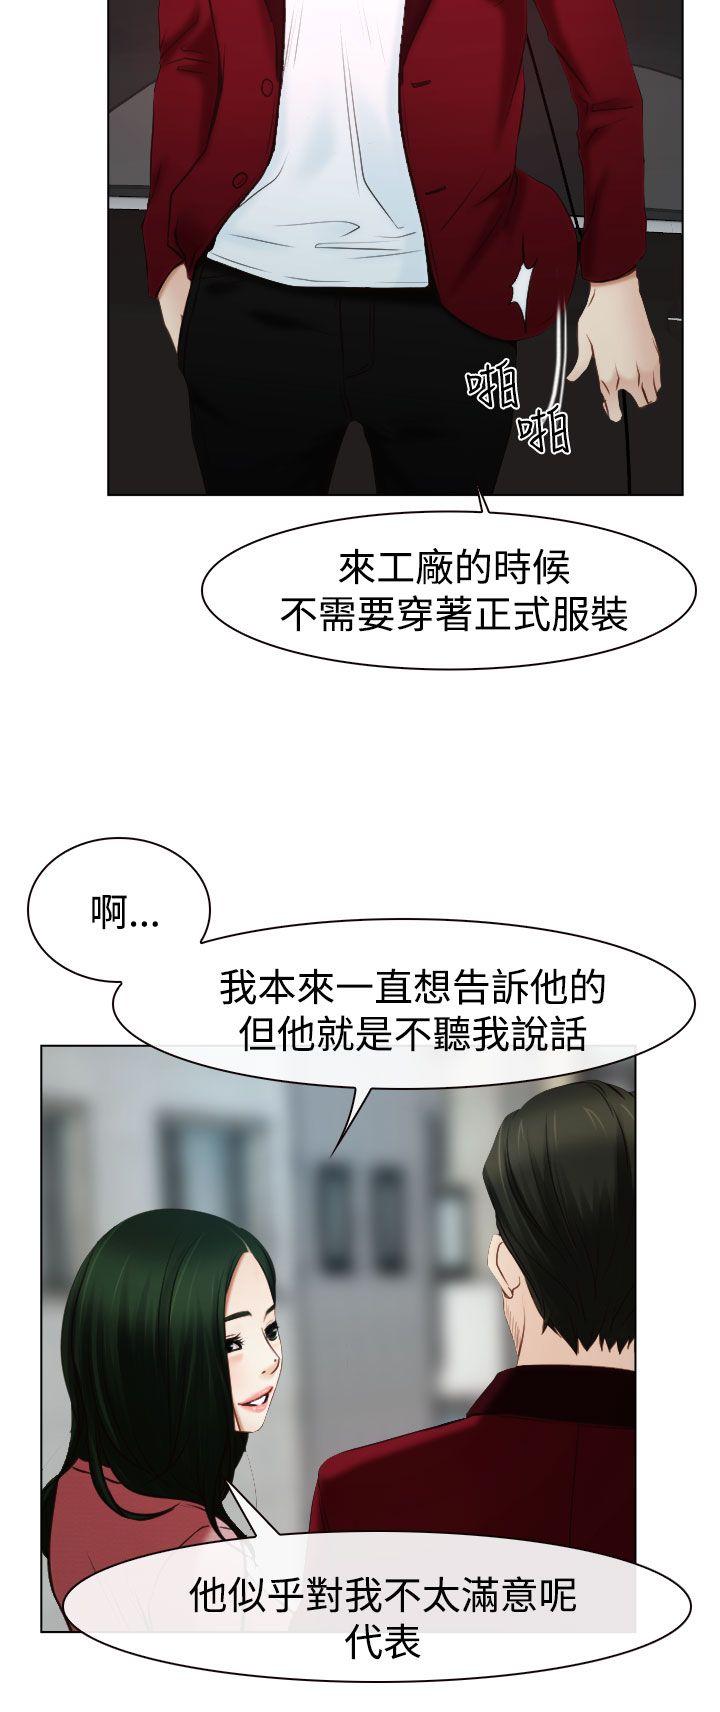 啪
啪
來工廠的時候
不需要穿著正式服裝
啊...
我本來一直想告訴他的
但他就是不聽我說話
他似乎對我不太滿意呢
代表